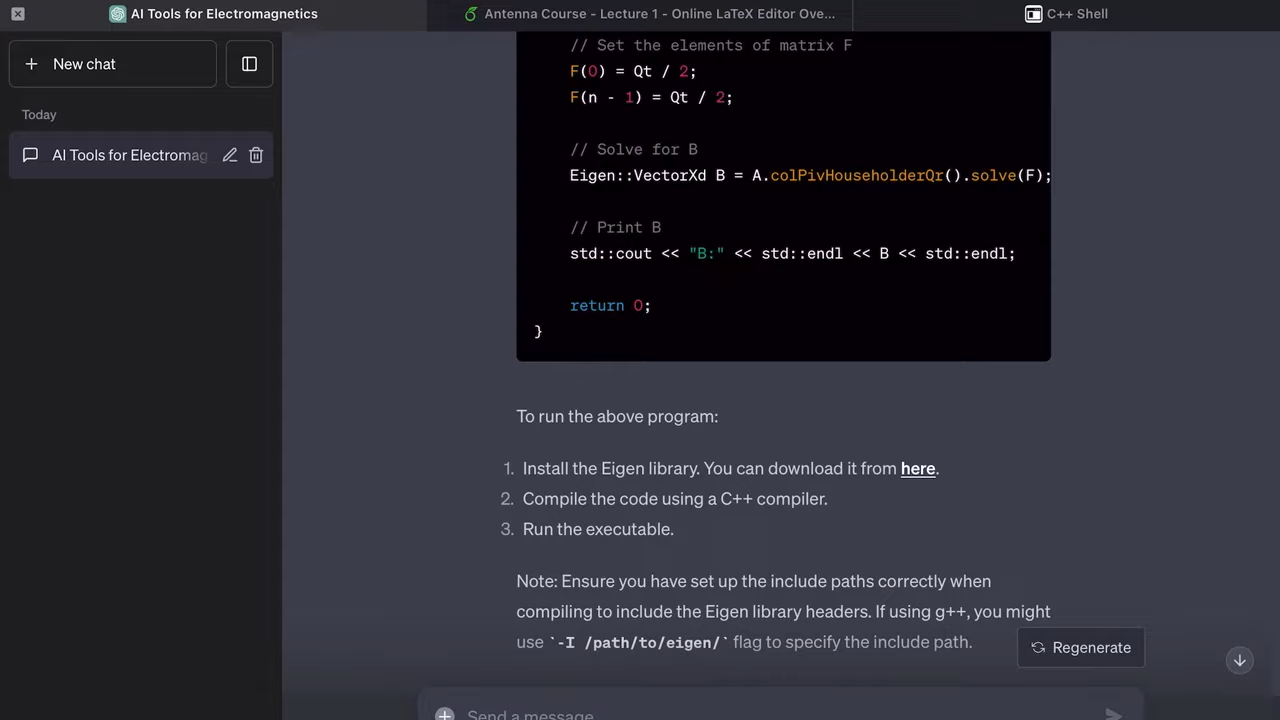 AI Tools for Electromagnetics
Antenna Course - Lecture 1 - Online LaTeX Editor Ove...
C++ Shell
New chat
Today
AI Tools for Electromag
// Set the elements of matrix F
F(0) = Qt / 2;
F(n - 1) = Qt / 2;
// Solve for B
Eigen::VectorXd B = A.colPivHouseholderQr().solve(F);
// Print B
std::cout << "B:" << std::endl << B << std::endl;
return 0;
}
To run the above program:
1. Install the Eigen library. You can download it from here.
2. Compile the code using a C++ compiler.
3. Run the executable.
Note: Ensure you have set up the include paths correctly when
compiling to include the Eigen library headers. If using g++, you might
use `-I /path/to/eigen/` flag to specify the include path.
Regenerate
Send a message